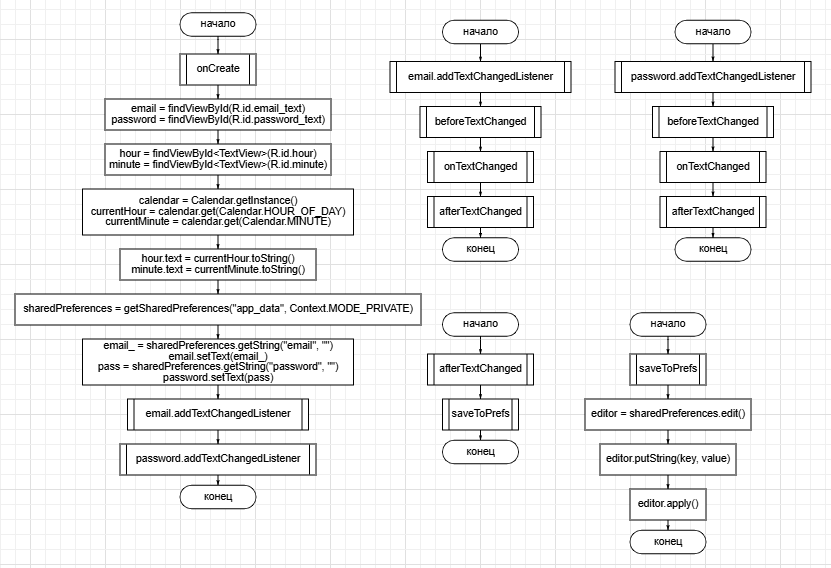 начало
onCreate
email = findViewById(R.id.email_text)
password = findViewById(R.id.password_text)
hour = findViewById<TextView>(R.id.hour)
minute = findViewById<TextView>(R.id.minute)
calendar = Calendar.getInstance()
currentHour = calendar.get(Calendar.HOUR_OF_DAY)
currentMinute = calendar.get(Calendar.MINUTE)
hour.text = currentHour.toString()
minute.text = currentMinute.toString()
sharedPreferences = getSharedPreferences("app_data", Context.MODE_PRIVATE)
email_ = sharedPreferences.getString("email", "")
email.setText(email_)
pass = sharedPreferences.getString("password", "")
password.setText(pass)
email.addTextChangedListener
password.addTextChangedListener
конец
начало
email.addTextChangedListener
beforeTextChanged
onTextChanged
afterTextChanged
конец
начало
password.addTextChangedListener
beforeTextChanged
onTextChanged
afterTextChanged
конец
начало
afterTextChanged
saveToPrefs
конец
начало
saveToPrefs
editor = sharedPreferences.edit()
editor.putString(key, value)
editor.apply()
конец